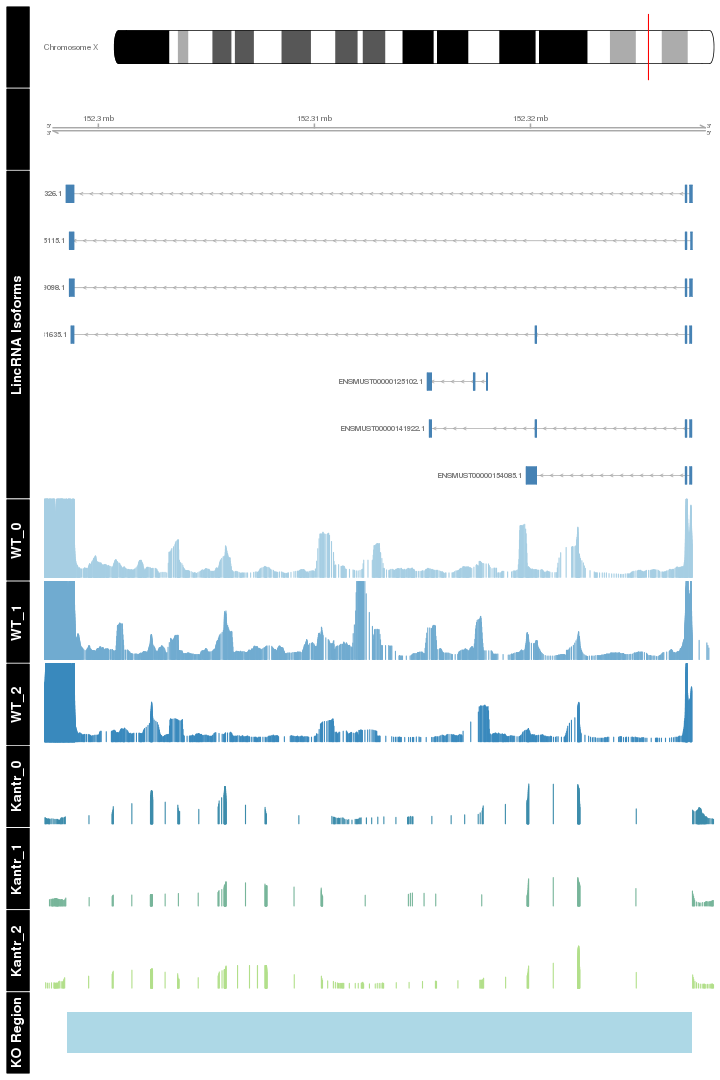 Chromosome X
5'
152.3 mb
152.31 mb
152.32 mb
3'
3'
5'
LincRNA Isoforms
326.1
5115.1
9098.1
1635.1
ENSMUST00000125102.1
ENSMUST00000141922.1
ENSMUST00000154085.1
WT_0
WT_1
WT_2
Kantr_0
Kantr_1
Kantr_2
KO Region